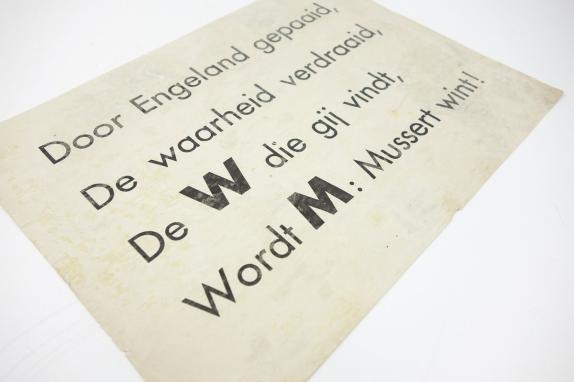 Door Engeland gepaaid,
De waarheid verdraaid,
De W die gij vindt,
Wordt M: Mussert wint!